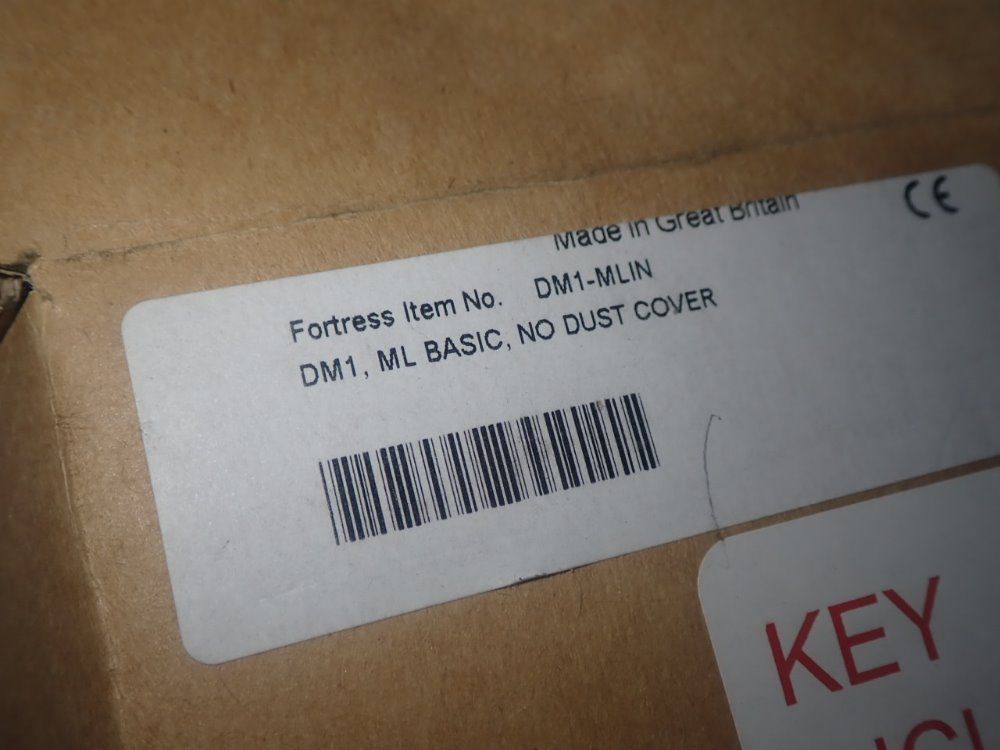 Made in Great Britain
CE
Fortress Item No. DM1-MLIN
DM1, ML BASIC, NO DUST COVER
KEY